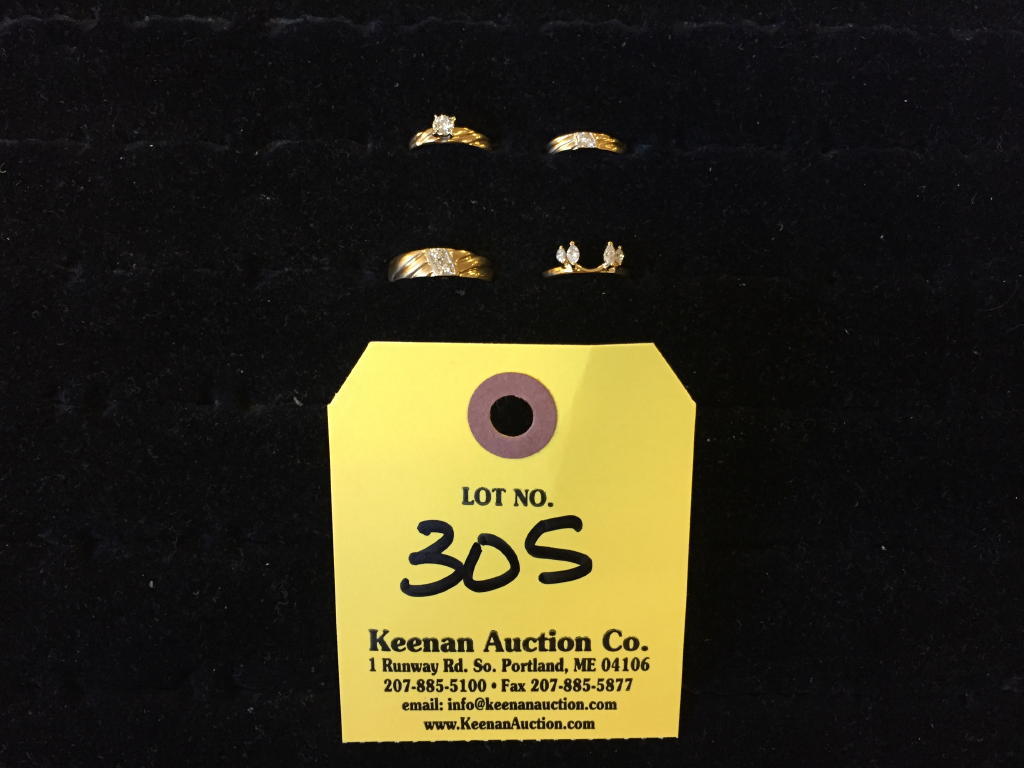 LOT NO.
305
Keenan Auction Co.
1 Runway Rd. So. Portland, ME 04106
207-885-5100 • Fax 207-885-5877
email: info@keenanauction.com
www.KeenanAuction.com